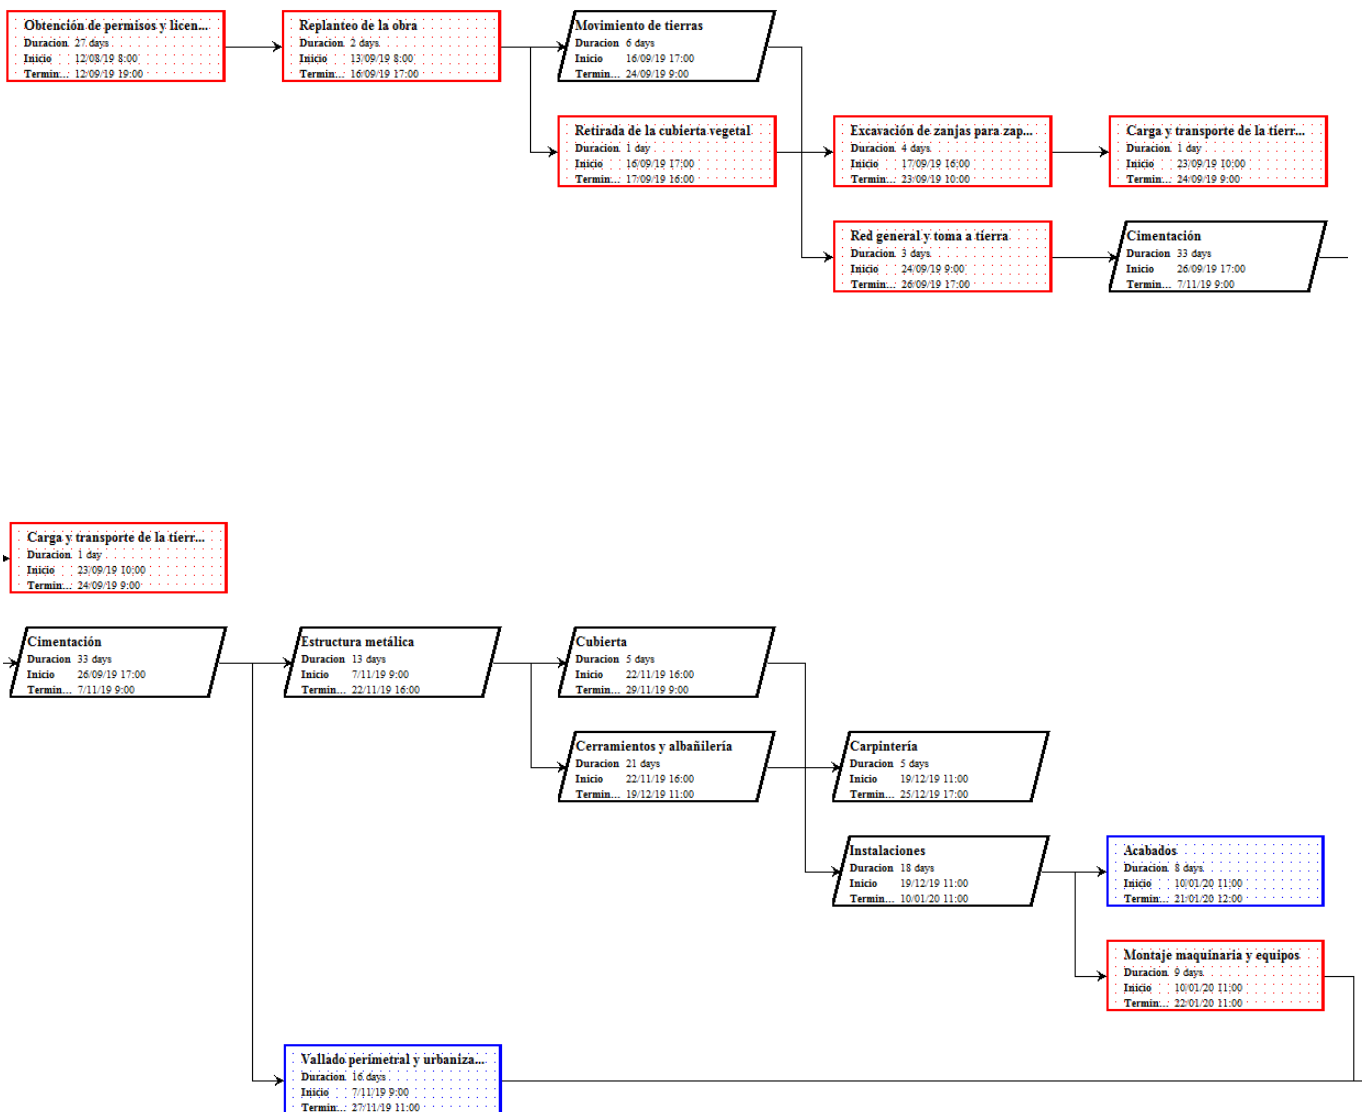 Obtención de permisos y licen...
Duracion 27 days
Inicio 12/08/19 8:00
Termin... 12/09/19 19:00
Replanteo de la obra
Duracion 2 days
Inicio 13/09/19 8:00
Termin... 16/09/19 17:00
Movimiento de tierras
Duracion 6 days
Inicio 16/09/19 17:00
Termin... 24/09/19 9:00
Retirada de la cubierta vegetal
Duracion 1 day
Inicio 16/09/19 17:00
Termin... 17/09/19 16:00
Excavación de zanjas para zap...
Duracion 4 days
Inicio 17/09/19 16:00
Termin... 23/09/19 10:00
Carga y transporte de la tierr...
Duracion 1 day
Inicio 23/09/19 10:00
Termin... 24/09/19 9:00
Red general y toma a tierra
Duracion 3 days
Inicio 24/09/19 9:00
Termin... 26/09/19 17:00
Cimentación
Duracion 33 days
Inicio 26/09/19 17:00
Termin... 7/11/19 9:00
Carga y transporte de la tierr...
Duracion 1 day
Inicio 23/09/19 10:00
Termin... 24/09/19 9:00
Cimentación
Duracion 33 days
Inicio 26/09/19 17:00
Termin... 7/11/19 9:00
Estructura metálica
Duracion 13 days
Inicio 7/11/19 9:00
Termin... 22/11/19 16:00
Cubierta
Duracion 5 days
Inicio 22/11/19 16:00
Termin... 29/11/19 9:00
Cerramientos y albañilería
Duracion 21 days
Inicio 22/11/19 16:00
Termin... 19/12/19 11:00
Carpintería
Duracion 5 days
Inicio 19/12/19 11:00
Termin... 25/12/19 17:00
Instalaciones
Duracion 18 days
Inicio 19/12/19 11:00
Termin... 10/01/20 11:00
Acabados
Duracion 8 days
Inicio 10/01/20 11:00
Termin... 21/01/20 12:00
Montaje maquinaria y equipos
Duracion 9 days
Inicio 10/01/20 11:00
Termin... 22/01/20 11:00
Vallado perimetral y urbaniza...
Duracion 16 days
Inicio 7/11/19 9:00
Termin... 27/11/19 11:00